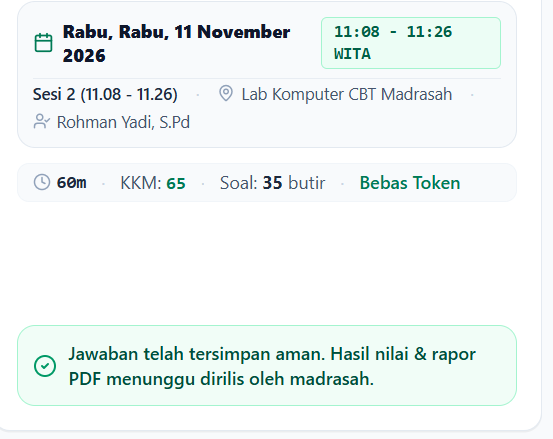 Rabu, Rabu, 11 November
2026
11:08 - 11:26
WITA
Sesi 2 (11.08 - 11.26) · Lab Komputer CBT Madrasah ·
Rohman Yadi, S.Pd
60m · KKM: 65 · Soal: 35 butir · Bebas Token
Jawaban telah tersimpan aman. Hasil nilai & rapor
PDF menunggu dirilis oleh madrasah.